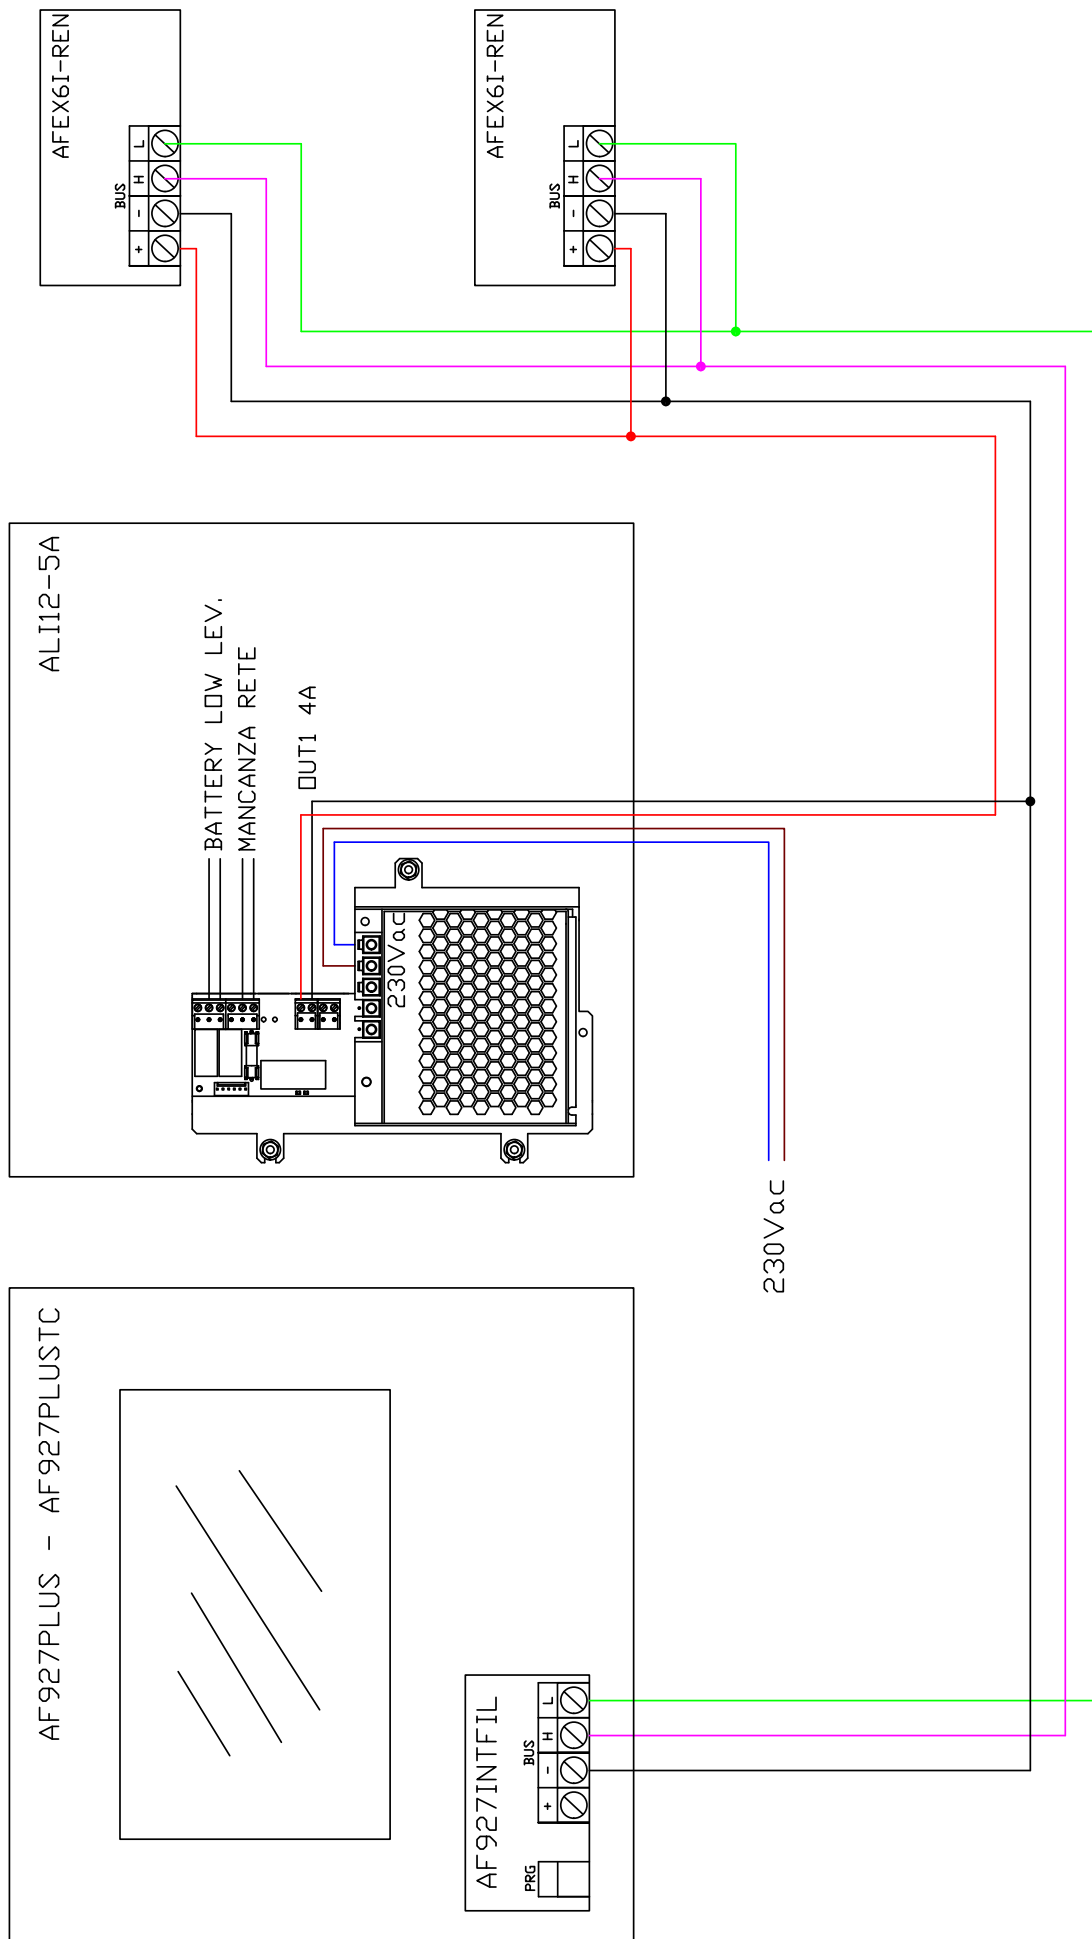 AFEX6I-REN
L
H
BUS
-
+
AFEX6I-REN
L
H
BUS
-
+
ALI12-5A
BATTERY LOW LEV.
MANCANZA RETE
OUT1 4A
230Vac
230Vac
AF927PLUS - AF927PLUSTC
AF927INTFIL
L
H
BUS
-
+
PRG